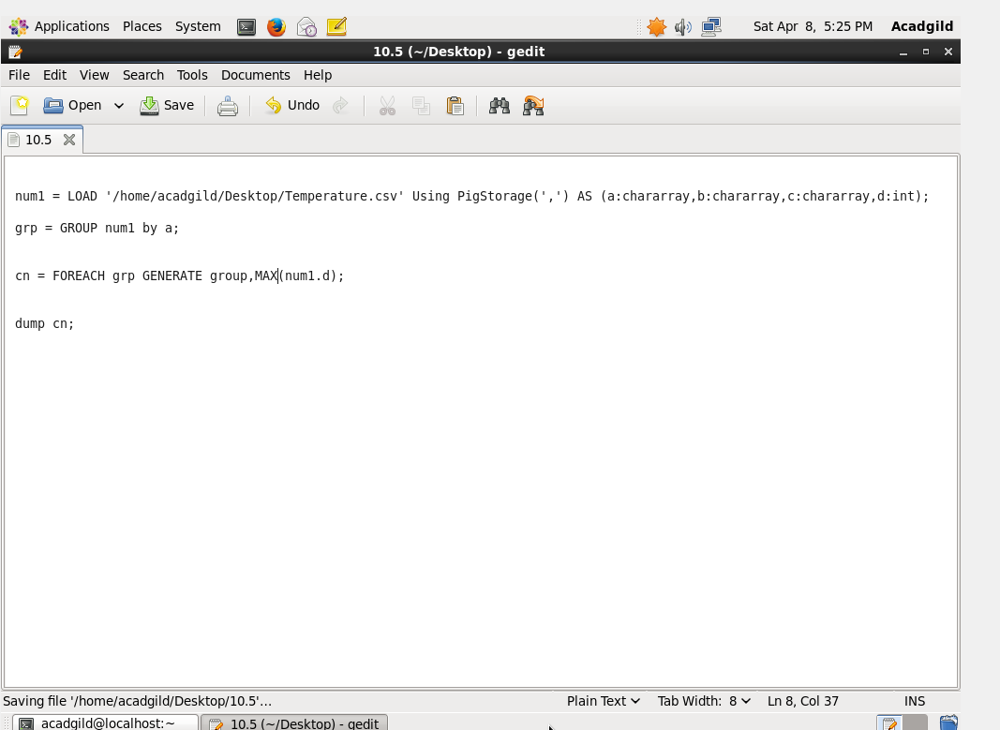 Applications Places System Sat Apr 8, 5:25 PM Acadgild
10.5 (~/Desktop) - gedit
File Edit View Search Tools Documents Help
Open Save Undo
10.5
num1 = LOAD '/home/acadgild/Desktop/Temperature.csv' Using PigStorage(',') AS (a:chararray,b:chararray,c:chararray,d:int);
grp = GROUP num1 by a;
cn = FOREACH grp GENERATE group,MAX(num1.d);
dump cn;
Saving file '/home/acadgild/Desktop/10.5'... Plain Text Tab Width: 8 Ln 8, Col 37 INS
acadgild@localhost:~ 10.5 (~/Desktop) - gedit